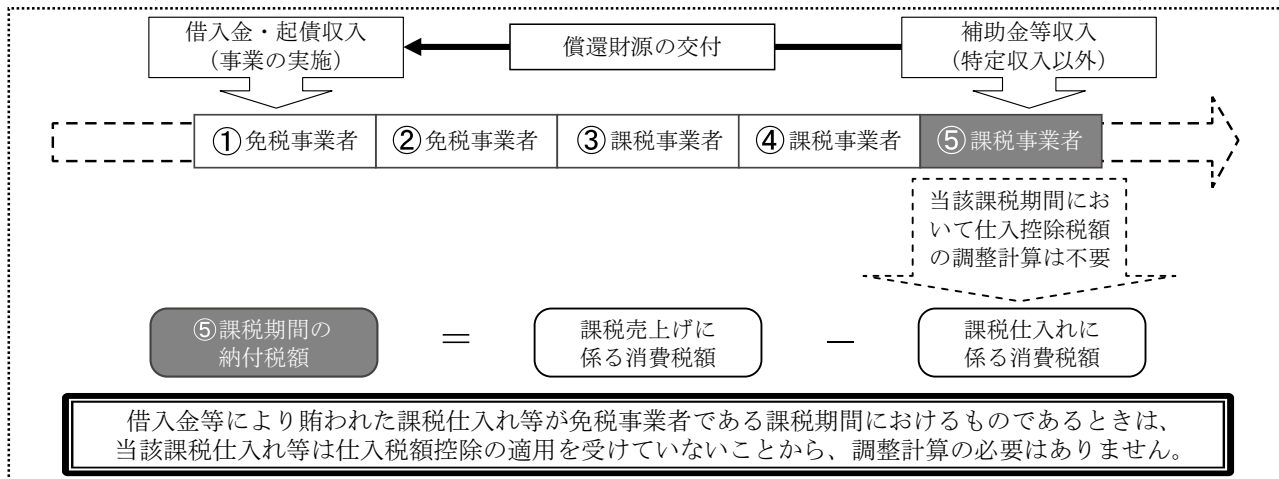 借入金・起債収入
（事業の実施）
償還財源の交付
補助金等収入
（特定収入以外）
①免税事業者
②免税事業者
③課税事業者
④課税事業者
⑤課税事業者
当該課税期間にお
いて仕入控除税額
の調整計算は不要
⑤課税期間の
納付税額
＝
課税売上げに
係る消費税額
－
課税仕入れに
係る消費税額
借入金等により賄われた課税仕入れ等が免税事業者である課税期間におけるものであるときは、
当該課税仕入れ等は仕入税額控除の適用を受けていないことから、調整計算の必要はありません。